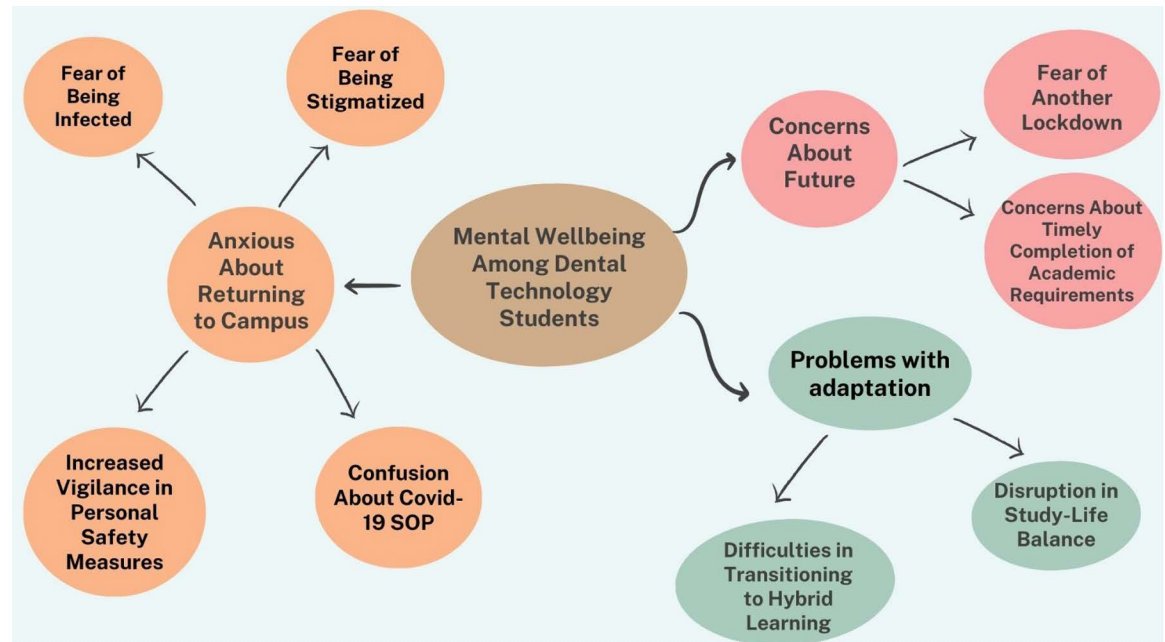 Fear of
Being
Infected
Fear of
Being
Stigmatized
Anxious
About
Returning
to Campus
Increased
Vigilance in
Personal
Safety
Measures
Confusion
About Covid-
19 SOP
Mental Wellbeing
Among Dental
Technology
Students
Concerns
About
Future
Fear of
Another
Lockdown
Concerns About
Timely
Completion of
Academic
Requirements
Problems with
adaptation
Difficulties in
Transitioning
to Hybrid
Learning
Disruption in
Study-Life
Balance